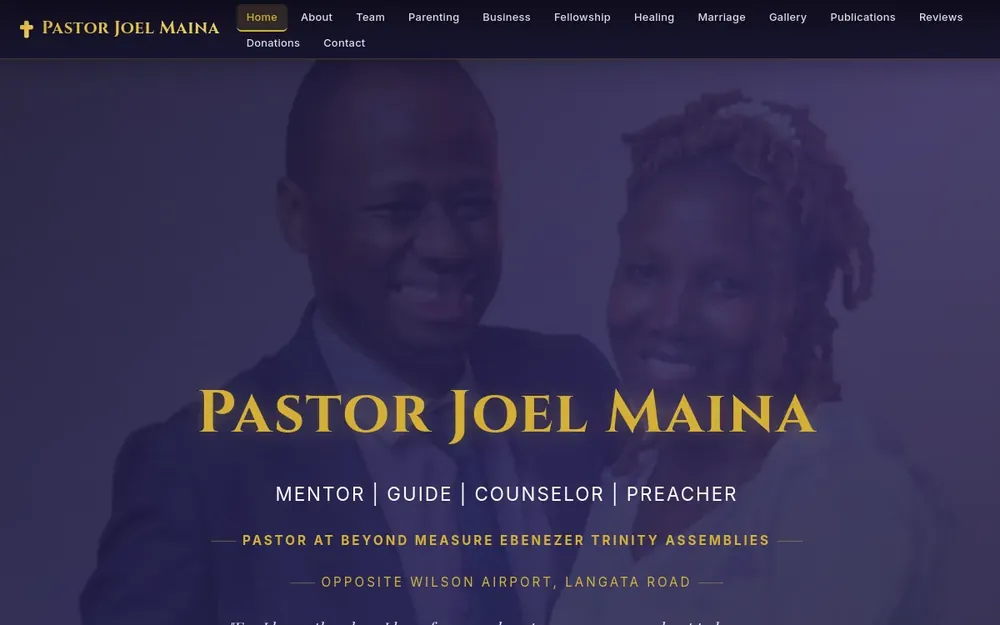 Pastor Joel Maina
Home About Team Parenting Business Fellowship Healing Marriage Gallery Publications Reviews
Donations Contact
Pastor Joel Maina
MENTOR | GUIDE | COUNSELOR | PREACHER
PASTOR AT BEYOND MEASURE EBENEZER TRINITY ASSEMBLIES
OPPOSITE WILSON AIRPORT, LANGATA ROAD